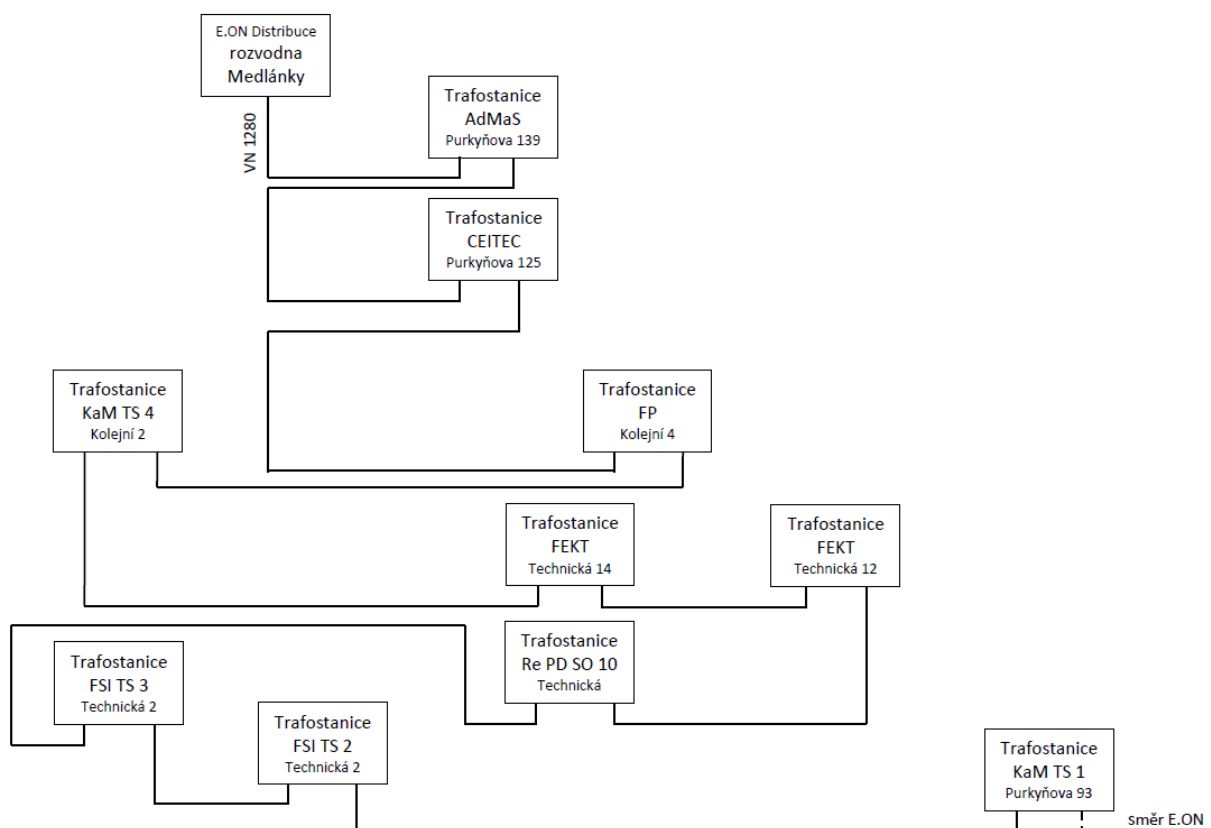 E.ON Distribuce
rozvodna
Medlánky
VN 1280
Trafostanice
AdMaS
Purkyňova 139
Trafostanice
CEITEC
Purkyňova 125
Trafostanice
KaM TS 4
Kolejní 2
Trafostanice
FP
Kolejní 4
Trafostanice
FEKT
Technická 14
Trafostanice
FEKT
Technická 12
Trafostanice
Re PD SO 10
Technická
Trafostanice
FSI TS 3
Technická 2
Trafostanice
FSI TS 2
Technická 2
Trafostanice
KaM TS 1
Purkyňova 93
směr E.ON